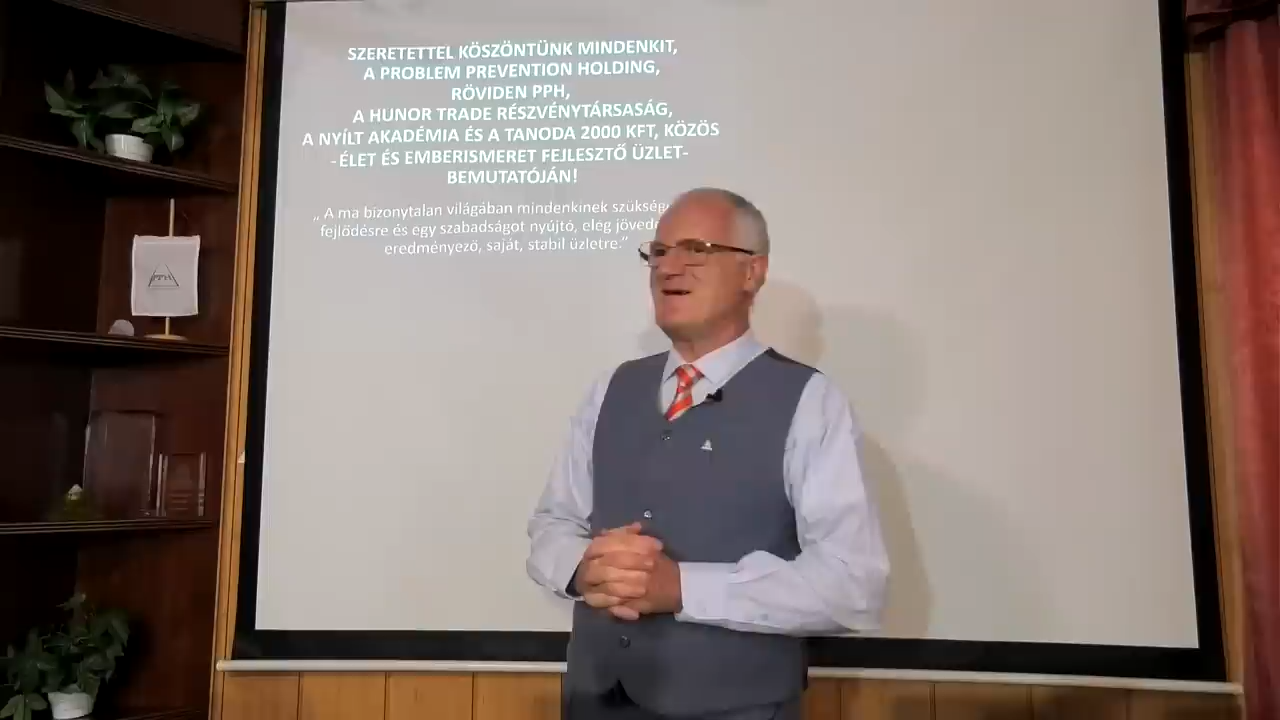 SZERETETTEL KÖSZÖNTÜNK MINDENKIT,
A PROBLEM PREVENTION HOLDING,
RÖVIDEN PPH,
A HUNOR TRADE RÉSZVÉNYTÁRSASÁG,
A NYÍLT AKADÉMIA ÉS A TANODA 2000 KFT, KÖZÖS
-ÉLET ÉS EMBERISMERET FEJLESZTŐ ÜZLET-
BEMUTATÓJÁN!
„ A ma bizonytalan világában mindenkinek
fejlődésre és egy szabadságot nyújtó, elég
eredményező, saját, stabil üzletre.”
PPH